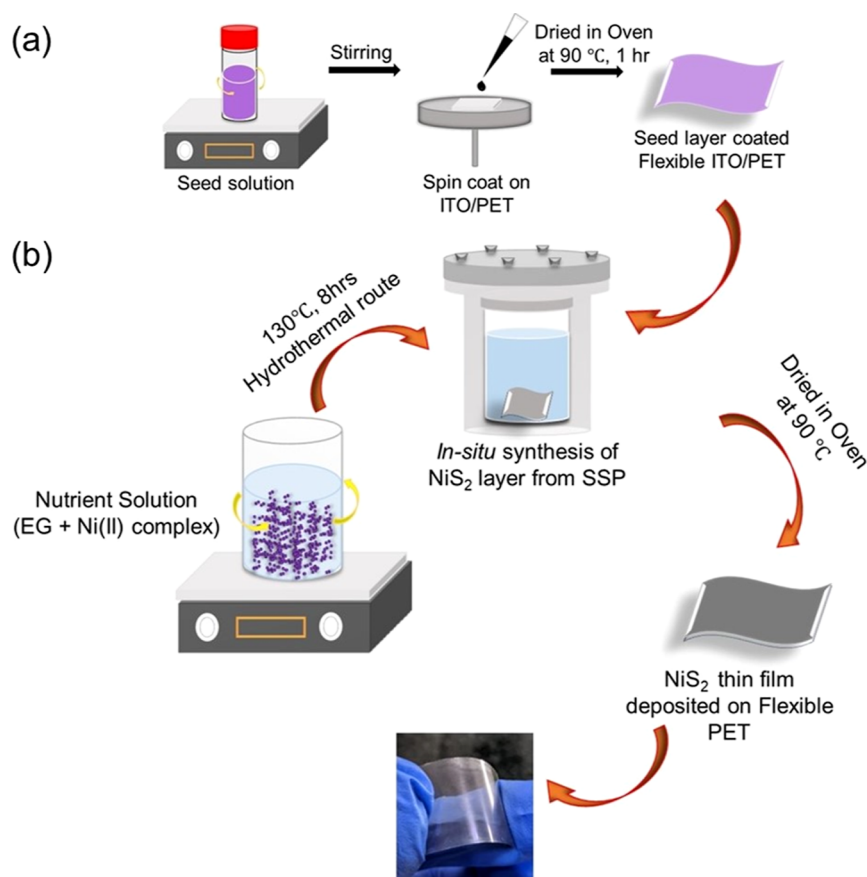 (a)
Stirring
Dried in Oven
at 90 ℃, 1 hr
Seed solution
Spin coat on
ITO/PET
Seed layer coated
Flexible ITO/PET
(b)
130℃, 8hrs
Hydrothermal route
In-situ synthesis of
NiS₂ layer from SSP
Dried in Oven
at 90 ℃
Nutrient Solution
(EG + Ni(II) complex)
NiS₂ thin film
deposited on Flexible
PET